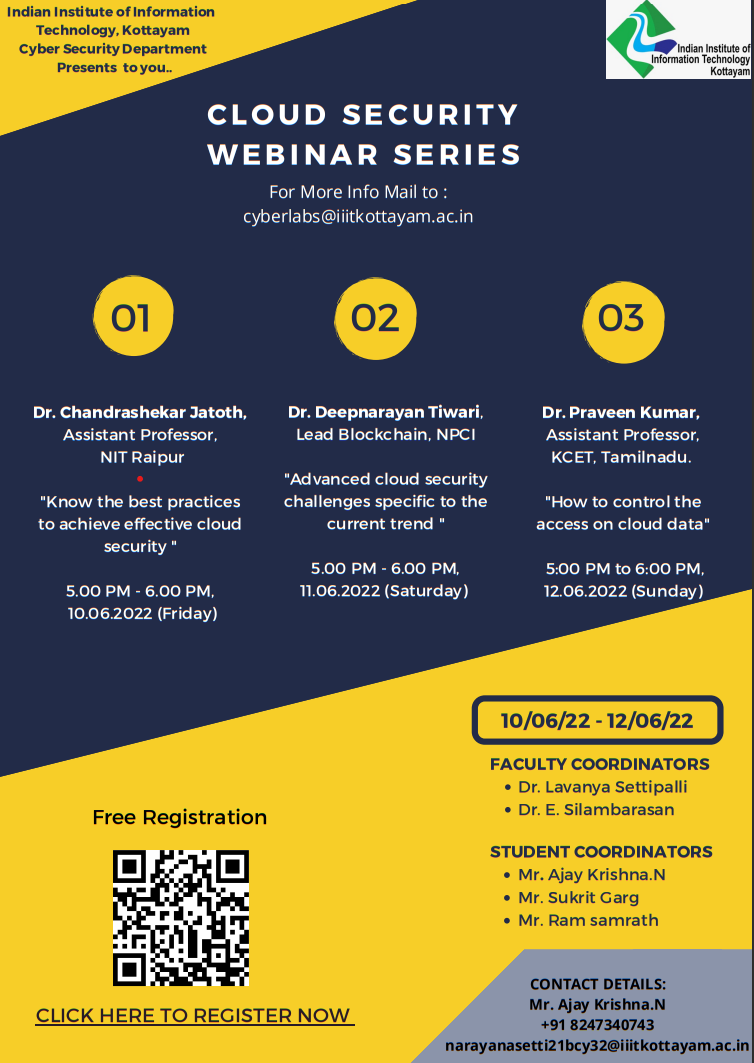 Indian Institute of Information
Technology, Kottayam
Cyber Security Department
Presents to you..
Indian Institute of
Information Technology
Kottayam
CLOUD SECURITY
WEBINAR SERIES
For More Info Mail to :
cyberlabs@iiitkottayam.ac.in
01
Dr. Chandrashekar Jatoth,
Assistant Professor,
NIT Raipur
"Know the best practices
to achieve effective cloud
security "
5.00 PM - 6.00 PM,
10.06.2022 (Friday)
02
Dr. Deepnarayan Tiwari,
Lead Blockchain, NPCI
"Advanced cloud security
challenges specific to the
current trend "
5.00 PM - 6.00 PM,
11.06.2022 (Saturday)
03
Dr. Praveen Kumar,
Assistant Professor,
KCET, Tamilnadu.
"How to control the
access on cloud data"
5:00 PM to 6:00 PM,
12.06.2022 (Sunday)
10/06/22 - 12/06/22
FACULTY COORDINATORS
• Dr. Lavanya Settipalli
• Dr. E. Silambarasan
STUDENT COORDINATORS
• Mr. Ajay Krishna.N
• Mr. Sukrit Garg
• Mr. Ram samrath
Free Registration
CLICK HERE TO REGISTER NOW
CONTACT DETAILS:
Mr. Ajay Krishna.N
+91 8247340743
narayanasetti21bcy32@iiitkottayam.ac.in